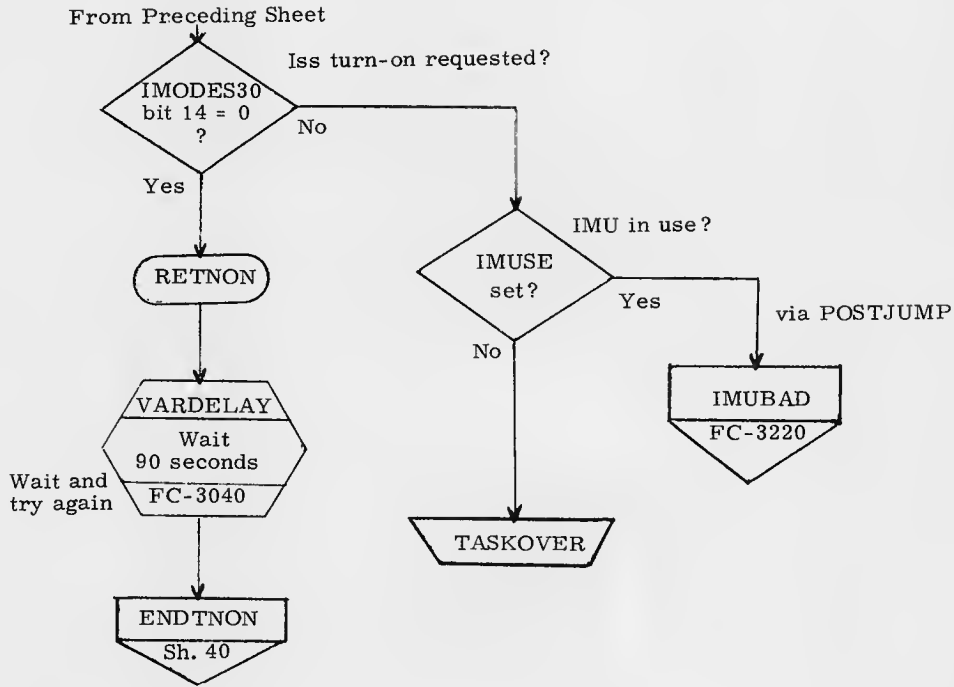 From Preceding Sheet
Iss turn-on requested?
IMODES30
bit 14 = 0
?
No
Yes
IMU in use?
IMUSE
set?
RETNON
Yes
via POSTJUMP
No
VARDELAY
IMUBAD
FC-3220
Wait
90 seconds
Wait and
try again
FC-3040
TASKOVER
ENDTNON
Sh. 40